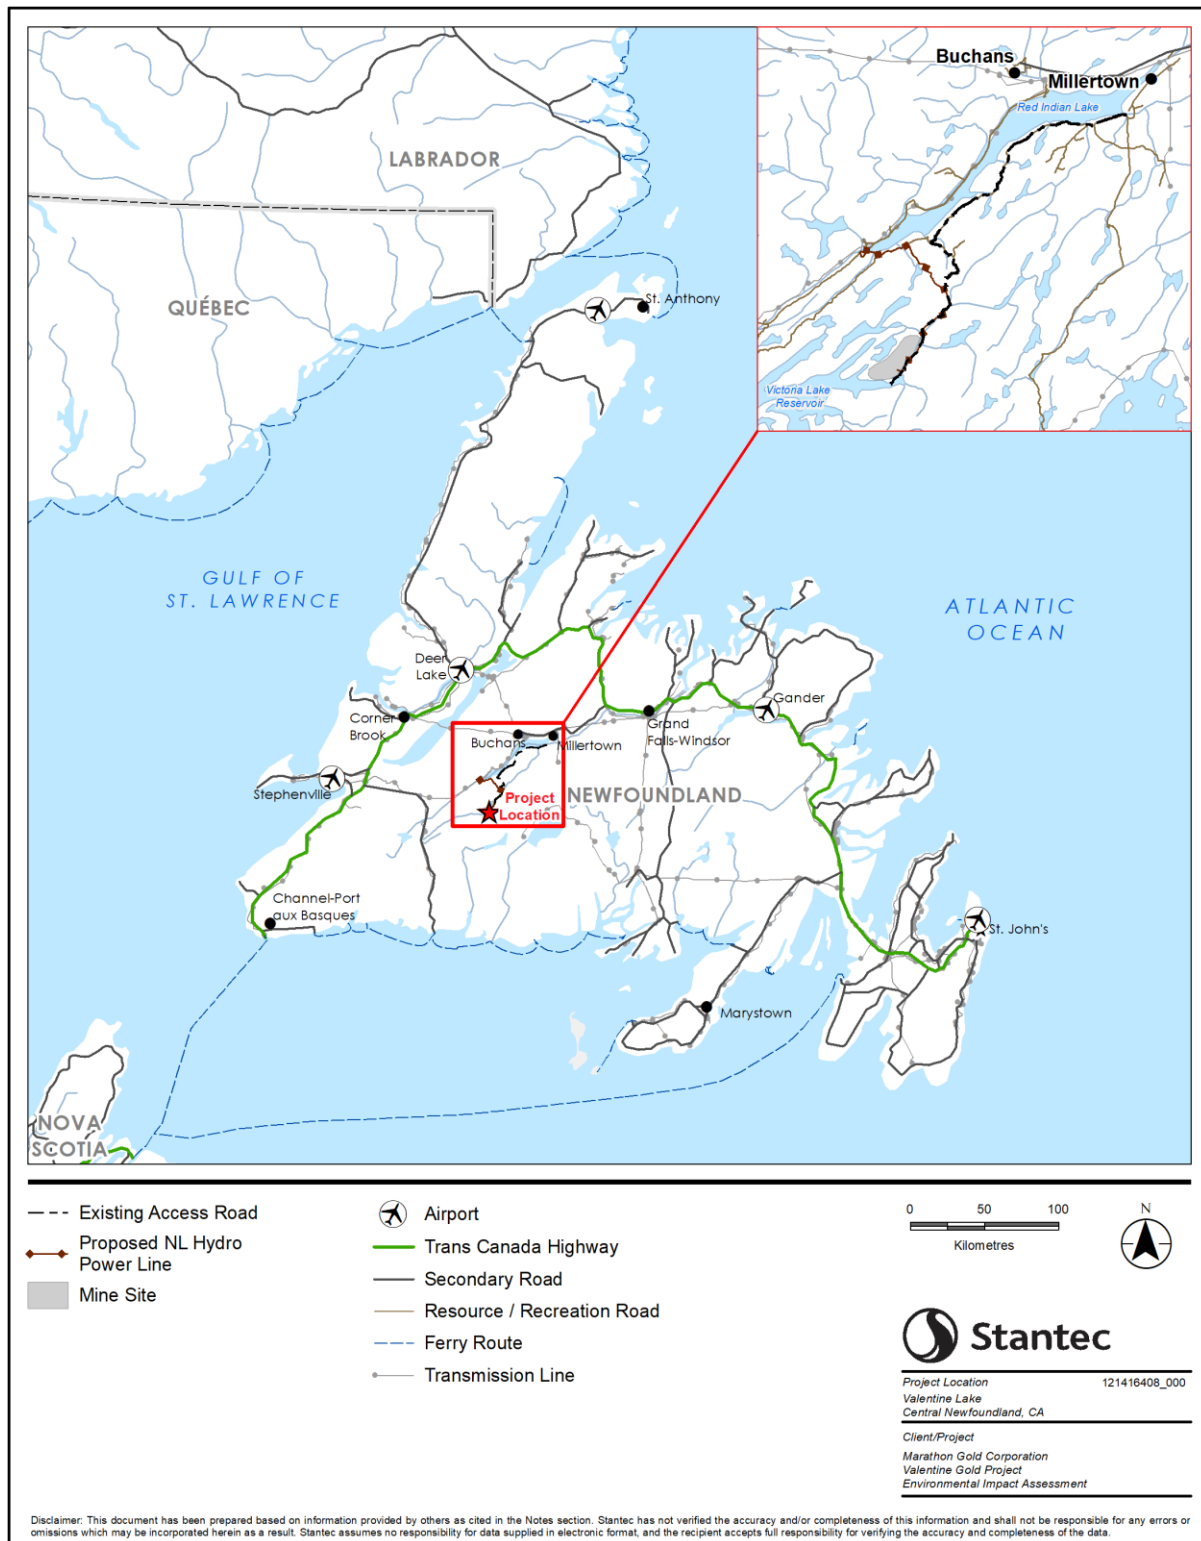 Buchans
Millertown
Red Indian Lake
Victoria Lake
Reservoir
LABRADOR
QUÉBEC
St. Anthony
GULF OF
ST. LAWRENCE
ATLANTIC
OCEAN
Deer
Lake
Corner
Brook
Gander
Grand
Falls-Windsor
Buchans
Millertown
Stephenville
Project
Location
NEWFOUNDLAND
Channel-Port
aux Basques
St. John's
Marystown
NOVA
SCOTIA
Existing Access Road
Proposed NL Hydro
Power Line
Mine Site
Airport
Trans Canada Highway
Secondary Road
Resource / Recreation Road
Ferry Route
Transmission Line
0 50 100
Kilometres
N
Stantec
Project Location 121416408_000
Valentine Lake
Central Newfoundland, CA
Client/Project
Marathon Gold Corporation
Valentine Gold Project
Environmental Impact Assessment
Disclaimer: This document has been prepared based on information provided by others as cited in the Notes section. Stantec has not verified the accuracy and/or completeness of this information and shall not be responsible for any errors or
omissions which may be incorporated herein as a result. Stantec assumes no responsibility for data supplied in electronic format, and the recipient accepts full responsibility for verifying the accuracy and completeness of the data.